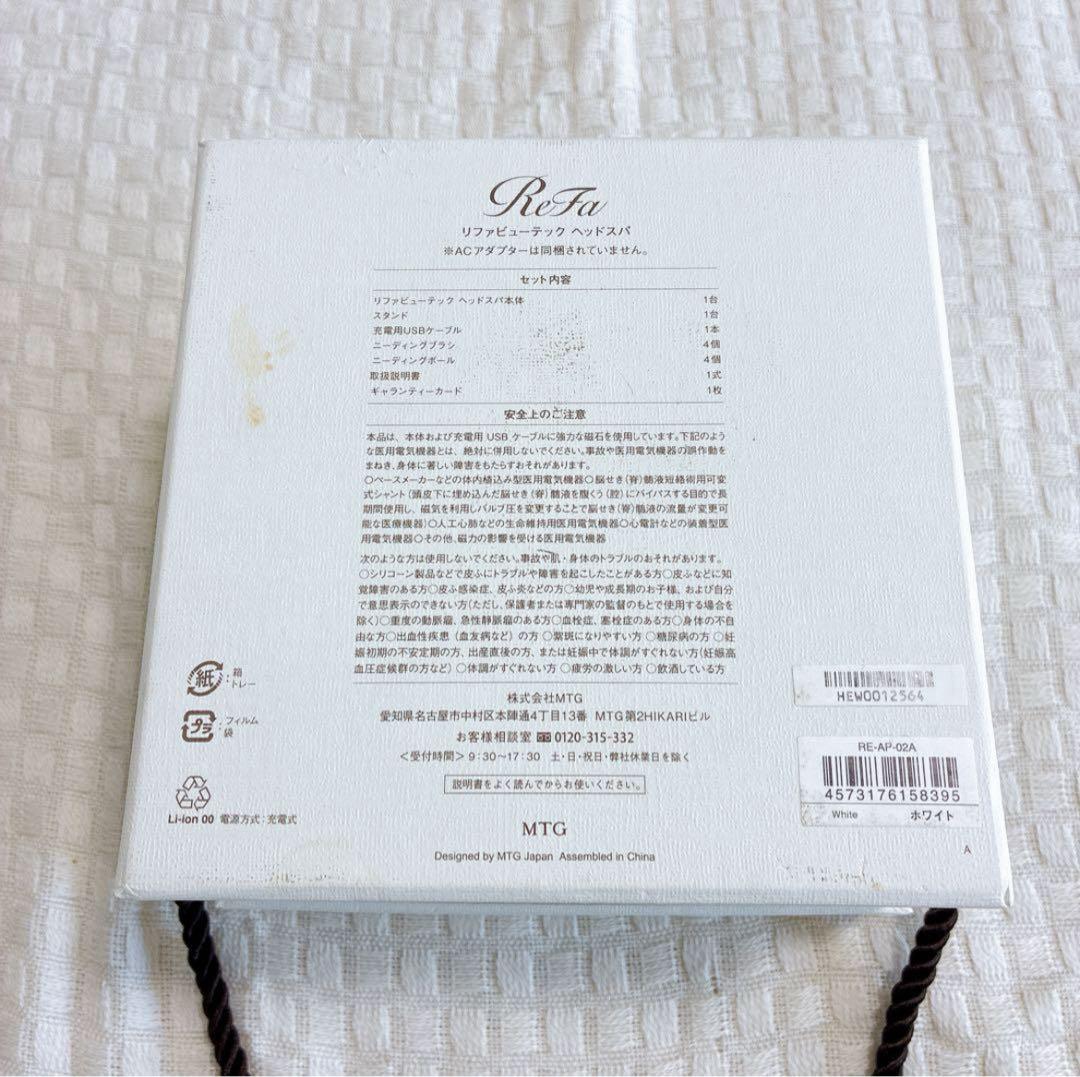 ReFa
リファビューテック ヘッドスパ
※ACアダプターは同梱されていません。
セット内容
リファビューテック ヘッドスパ本体 1台
スタンド 1台
充電用USBケーブル 1本
ニーディングブラシ 4個
ニーディングボール 4個
取扱説明書 1式
ギャランティーカード 1枚
安全上のご注意
本品は、本体および充電用 USB ケーブルに強力な磁石を使用しています。下記のよう
な医用電気機器とは、絶対に併用しないでください。事故や医用電気機器の誤作動を
まねき、身体に著しい障害をもたらすおそれがあります。
○ペースメーカーなどの体内植込み型医用電気機器○脳せき(脊)髄液短絡術用可変
式シャント(頭皮下に埋め込んだ脳せき(脊)髄液を腹くう(腔)にバイパスする目的で長
期間使用し、磁気を利用しバルブ圧を変更することで脳せき(脊)髄液の流量が変更可
能な医療機器)○人工心肺などの生命維持用医用電気機器○心電計などの装着型医
用電気機器○その他、磁力の影響を受ける医用電気機器
次のような方は使用しないでください。事故や肌・身体のトラブルのおそれがあります。
○シリコーン製品などで皮ふにトラブルや障害を起こしたことがある方○皮ふなどに知
覚障害のある方○皮ふ感染症、皮ふ炎などの方○幼児や成長期のお子様、および自分
で意思表示のできない方(ただし、保護者または専門家の監督のもとで使用する場合を
除く)○重度の動脈瘤、急性静脈瘤のある方○血栓症、塞栓症のある方○身体の不自
由な方○出血性疾患(血友病など)の方○紫斑になりやすい方○糖尿病の方○妊
娠初期の不安定期の方、出産直後の方、または妊娠中で体調がすぐれない方(妊娠高
血圧症候群の方など)○体調がすぐれない方○疲労の激しい方○飲酒している方
紙:箱
トレー
プラ:フィルム
袋
Li-ion 00 電源方式:充電式
株式会社MTG
愛知県名古屋市中村区本陣通4丁目13番 MTG第2HIKARIビル
お客様相談室 0120-315-332
<受付時間> 9:30~17:30 土・日・祝日・弊社休業日を除く
説明書をよく読んでからお使いください。
MTG
Designed by MTG Japan Assembled in China
HEW0012564
RE-AP-02A
4573176158395
White ホワイト
A